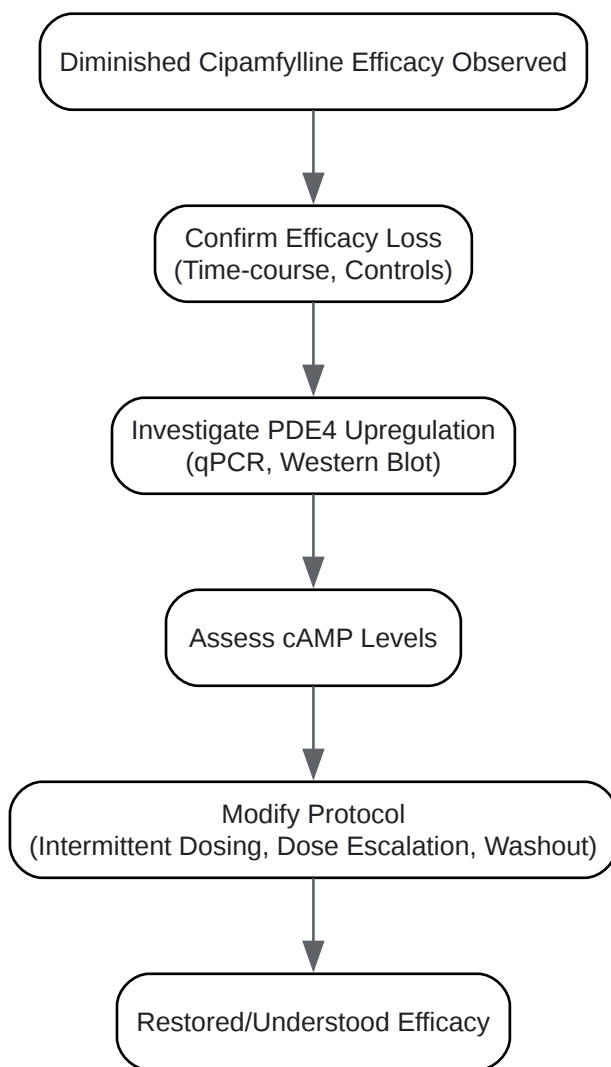 Diminished Cipamfylline Efficacy Observed
Confirm Efficacy Loss
(Time-course, Controls)
Investigate PDE4 Upregulation
(qPCR, Western Blot)
Assess cAMP Levels
Modify Protocol
(Intermittent Dosing, Dose Escalation, Washout)
Restored/Understood Efficacy